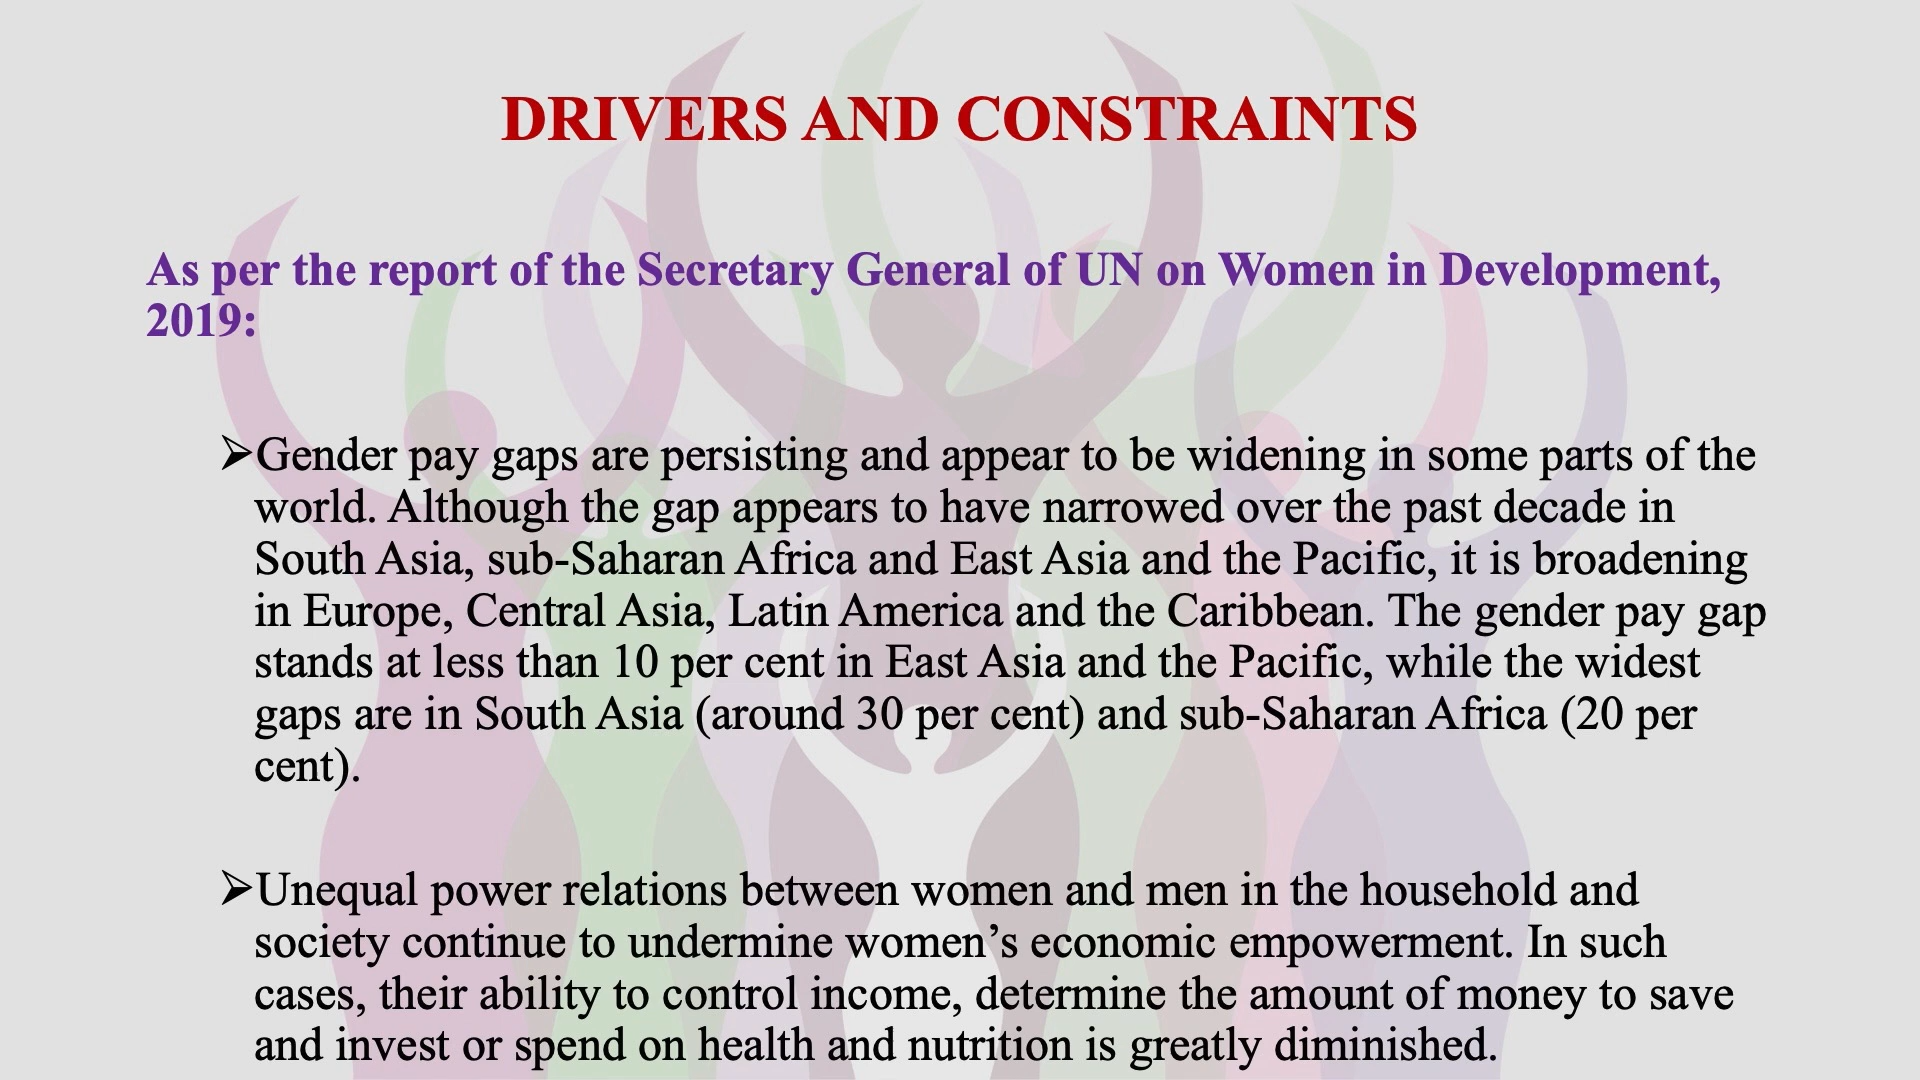 DRIVERS AND CONSTRAINTS
As per the report of the Secretary General of UN on Women in Development,
2019:
➢Gender pay gaps are persisting and appear to be widening in some parts of the
world. Although the gap appears to have narrowed over the past decade in
South Asia, sub-Saharan Africa and East Asia and the Pacific, it is broadening
in Europe, Central Asia, Latin America and the Caribbean. The gender pay gap
stands at less than 10 per cent in East Asia and the Pacific, while the widest
gaps are in South Asia (around 30 per cent) and sub-Saharan Africa (20 per
cent).
➢Unequal power relations between women and men in the household and
society continue to undermine women’s economic empowerment. In such
cases, their ability to control income, determine the amount of money to save
and invest or spend on health and nutrition is greatly diminished.